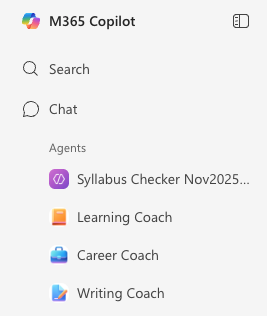 M365 Copilot
Search
Chat
Agents
Syllabus Checker Nov2025...
Learning Coach
Career Coach
Writing Coach